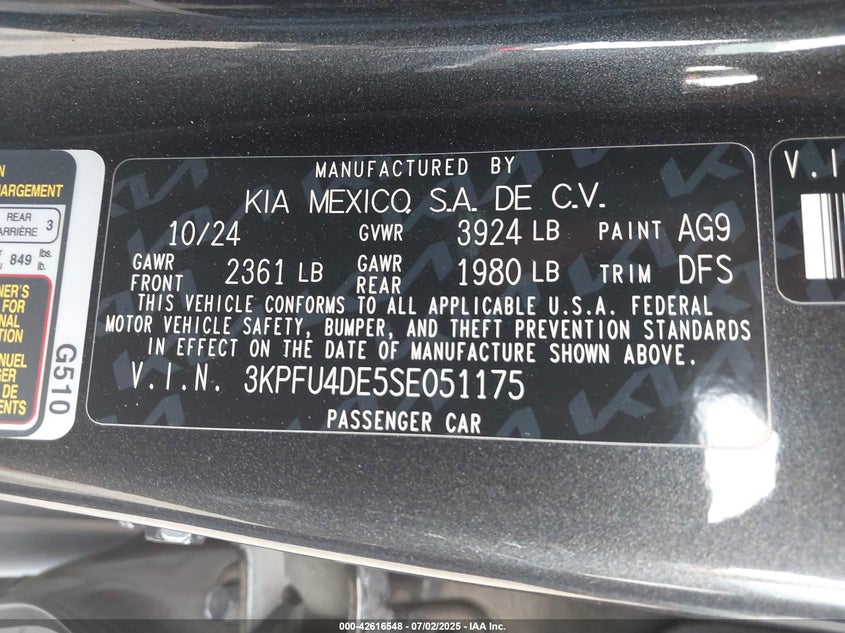 MANUFACTURED BY
KIA MEXICO, S.A. DE C.V.
10/24 GVWR 3924 LB PAINT AG9
GAWR FRONT 2361 LB GAWR REAR 1980 LB TRIM DFS
THIS VEHICLE CONFORMS TO ALL APPLICABLE U.S.A. FEDERAL
MOTOR VEHICLE SAFETY, BUMPER, AND THEFT PREVENTION STANDARDS
IN EFFECT ON THE DATE OF MANUFACTURE SHOWN ABOVE.
V.I.N. 3KPFU4DE5SE051175
PASSENGER CAR
REAR 3
849 lbs.
G510
V.I
000-42616548 - 07/02/2025 - IAA Inc.